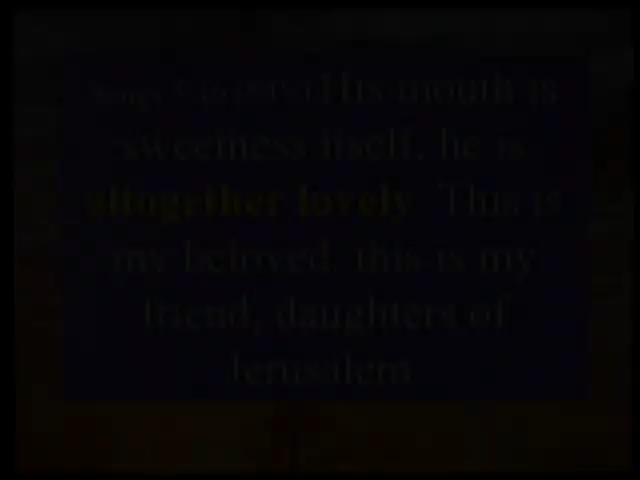 His mouth is
sweetness itself, he is
altogether lovely. This is
my beloved, this is my
friend, daughters of
Jerusalem